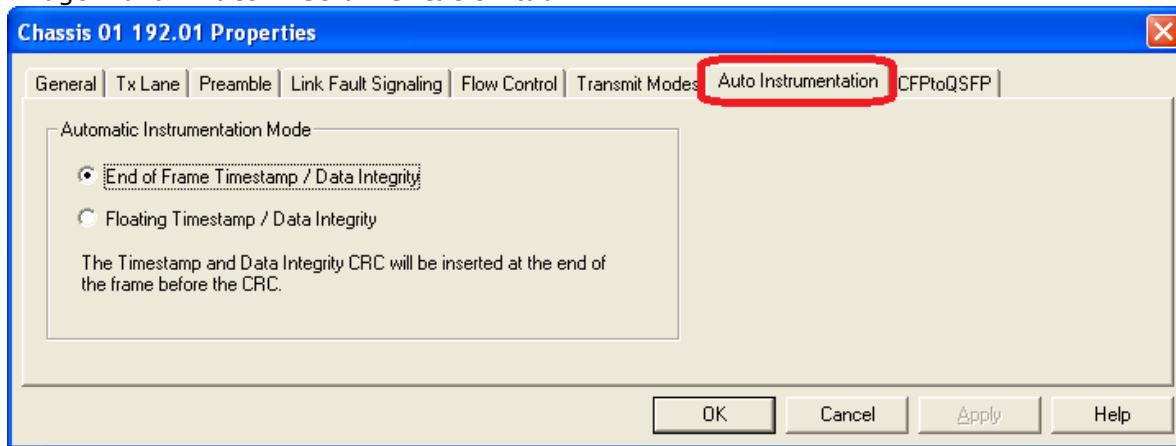 Chassis 01 192.01 Properties
General Tx Lane Preamble Link Fault Signaling Flow Control Transmit Modes Auto Instrumentation CFPtoQSFP
Automatic Instrumentation Mode
End of Frame Timestamp / Data Integrity
Floating Timestamp / Data Integrity
The Timestamp and Data Integrity CRC will be inserted at the end of
the frame before the CRC.
OK Cancel Apply Help